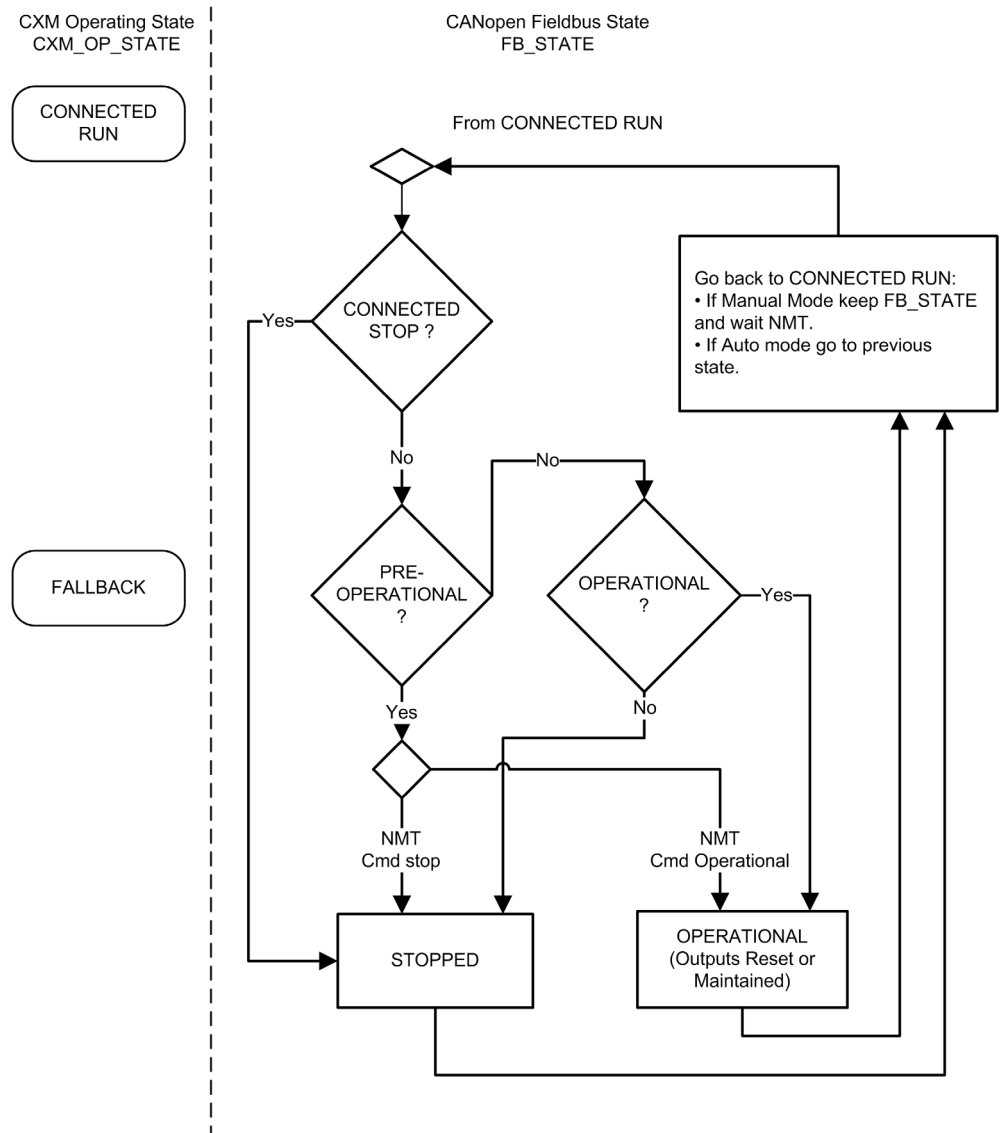 CXM Operating State
CXM_OP_STATE
CANopen Fieldbus State
FB_STATE
CONNECTED
RUN
From CONNECTED RUN
Go back to CONNECTED RUN:
• If Manual Mode keep FB_STATE
and wait NMT.
• If Auto mode go to previous
state.
CONNECTED
STOP ?
Yes
No
No
FALLBACK
PRE-
OPERATIONAL
?
OPERATIONAL
?
Yes
Yes
No
NMT
Cmd stop
NMT
Cmd Operational
STOPPED
OPERATIONAL
(Outputs Reset or
Maintained)